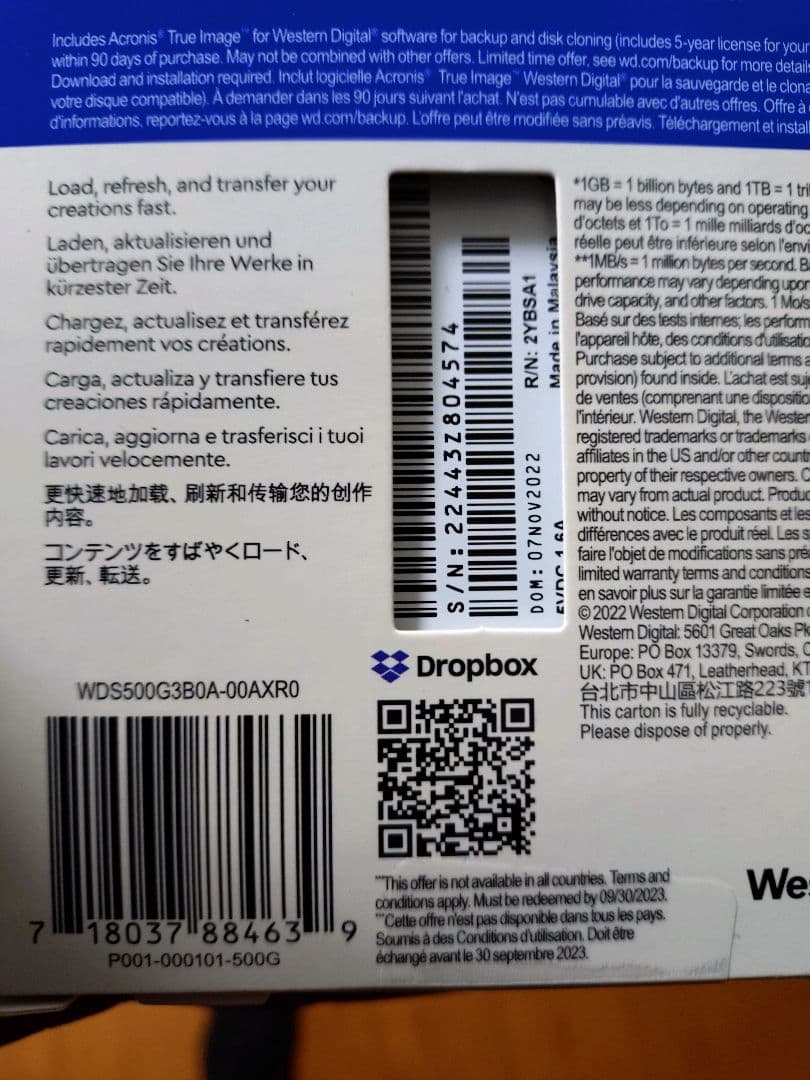 Includes Acronis® True Image™ for Western Digital® software for backup and disk cloning (includes 5-year license for your
within 90 days of purchase. May not be combined with other offers. Limited time offer, see wd.com/backup for more details
Download and installation required. Inclut logicielle Acronis® True Image™ Western Digital® pour la sauvegarde et le
votre disque compatible). À demander dans les 90 jours suivant l'achat. N'est pas cumulable avec d'autres offres. Offre à
d'informations, reportez-vous à la page wd.com/backup. L'offre peut être modifiée sans préavis. Téléchargement et
Load, refresh, and transfer your
creations fast.
Laden, aktualisieren und
übertragen Sie Ihre Werke in
kürzester Zeit.
Chargez, actualisez et transférez
rapidement vos créations.
Carga, actualiza y transfiere tus
creaciones rápidamente.
Carica, aggiorna e trasferisci i tuoi
lavori velocemente.
更快速地加载、刷新和传输您的创作
内容。
コンテンツをすばやくロード、
更新、転送。
WDS500G3B0A-00AXR0
7 18037 88463 9
P001-000101-500G
S/N: 22443Z804574
R/N: 2YBSA1
DOM: 07NOV2022
Made in Malaysia
5VDC 1.6A
Dropbox
***This offer is not available in all countries. Terms and
conditions apply. Must be redeemed by 09/30/2023.
***Cette offre n'est pas disponible dans tous les pays.
Soumis à des Conditions d'utilisation. Doit être
échangé avant le 30 septembre 2023.
*1GB = 1 billion bytes and 1TB = 1
may be less depending on operating
d'octets et 1To = 1 mille milliards
réelle peut être inférieure selon
**1MB/s = 1 million bytes per second.
performance may vary depending upon
drive capacity, and other factors. 1
Basé sur des tests internes; les
l'appareil hôte, des conditions
Purchase subject to additional terms
provision) found inside. L'achat est
de ventes (comprenant une
l'intérieur. Western Digital, the
registered trademarks or trademarks
affiliates in the US and/or other
property of their respective owners.
may vary from actual product.
without notice. Les composants et les
différences avec le produit réel. Les
faire l'objet de modifications sans
limited warranty terms and conditions
en savoir plus sur la garantie limitée
© 2022 Western Digital Corporation
Western Digital: 5601 Great Oaks
Europe: PO Box 13379, Swords,
UK: PO Box 471, Leatherhead, KT
台北市中山區松江路223號
This carton is fully recyclable.
Please dispose of properly.
Wes